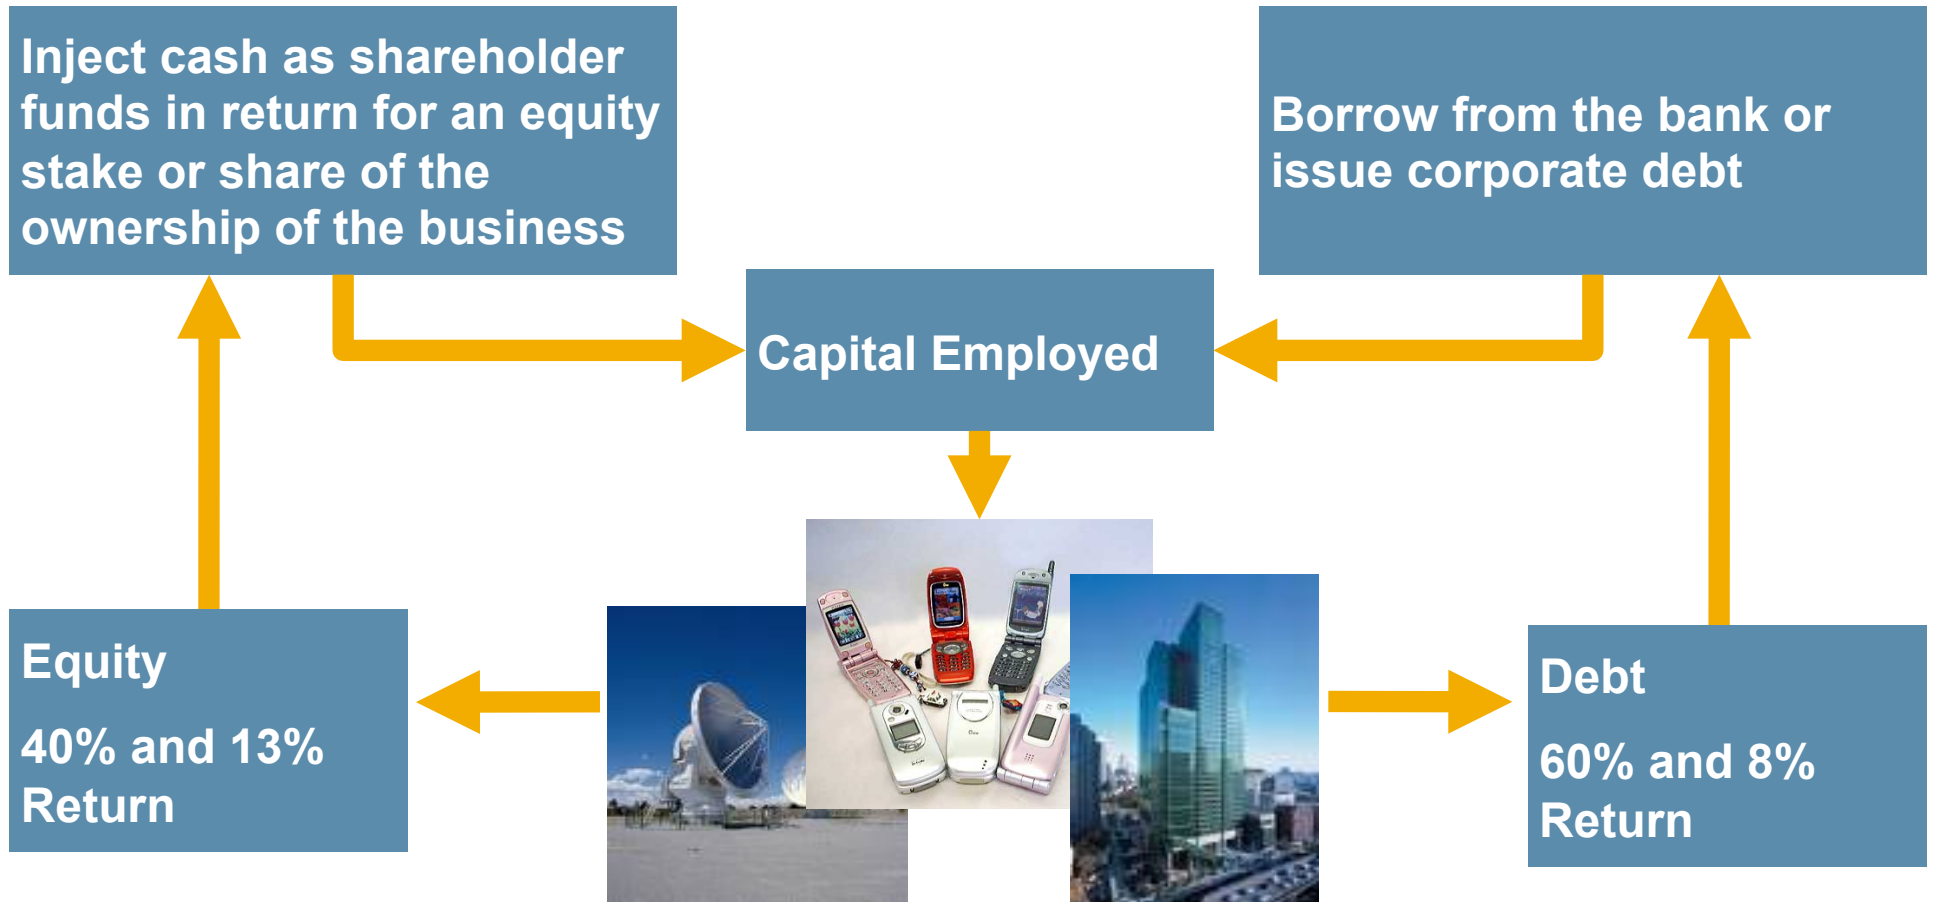 Inject cash as shareholder
funds in return for an equity
stake or share of the
ownership of the business
Borrow from the bank or
issue corporate debt
Capital Employed
Equity
40% and 13%
Return
Debt
60% and 8%
Return